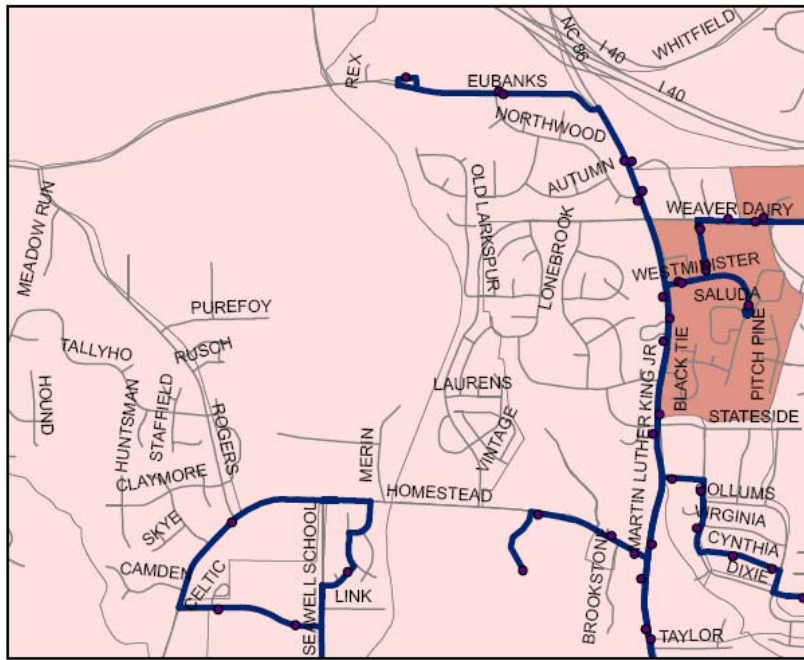 WHITFIELD
NC 86
I 40
I 40
REX
EUBANKS
NORTHWOOD
AUTUMN
OLD LARKSPUR
MEADOW RUN
WEAVER DAIRY
LONEBROOK
WESTMINISTER
SALUDA
PUREFOY
TALLYHO
RUSCH
BLACK TIE
PITCH PINE
HOUND
HUNTSMAN
STAFFIELD
ROGERS
LAURENS
MARTIN LUTHER KING JR
STATESIDE
VINTAGE
MERIN
CLAYMORE
HOMESTEAD
OLLUMS
VIRGINIA
SKYE
CYNTHIA
SEAWELL SCHOOL
BROOKSTONE
CAMDEN
CELTIC
DIXIE
LINK
TAYLOR